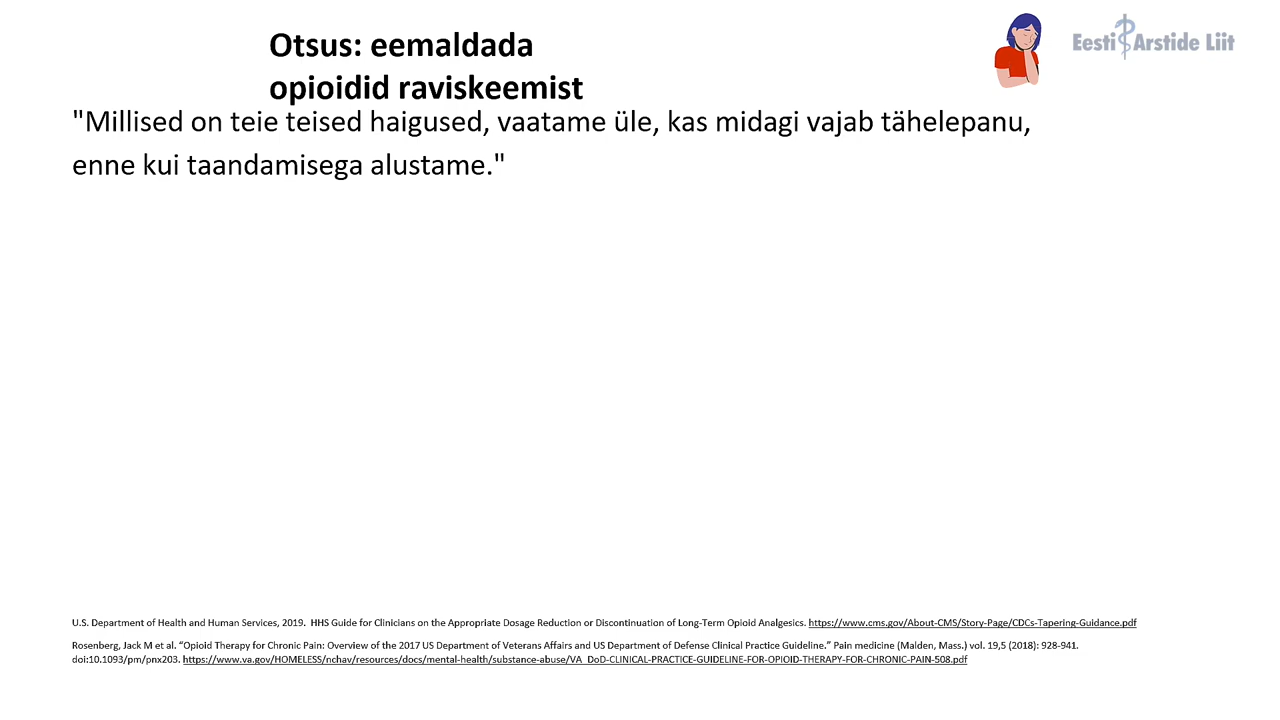 Otsus: eemaldada
opioidid raviskeemist
Eesti Arstide Liit
"Millised on teie teised haigused, vaatame üle, kas midagi vajab tähelepanu,
enne kui taandamisega alustame."
U.S. Department of Health and Human Services, 2019.  HHS Guide for Clinicians on the Appropriate Dosage Reduction or Discontinuation of Long-Term Opioid Analgesics. https://www.cms.gov/About-CMS/Story-Page/CDCs-Tapering-Guidance.pdf
Rosenberg, Jack M et al. “Opioid Therapy for Chronic Pain: Overview of the 2017 US Department of Veterans Affairs and US Department of Defense Clinical Practice Guideline.” Pain medicine (Malden, Mass.) vol. 19,5 (2018): 928-941.
doi:10.1093/pm/pnx203. https://www.va.gov/HOMELESS/nchav/resources/docs/mental-health/substance-abuse/VA_DoD-CLINICAL-PRACTICE-GUIDELINE-FOR-OPIOID-THERAPY-FOR-CHRONIC-PAIN-508.pdf